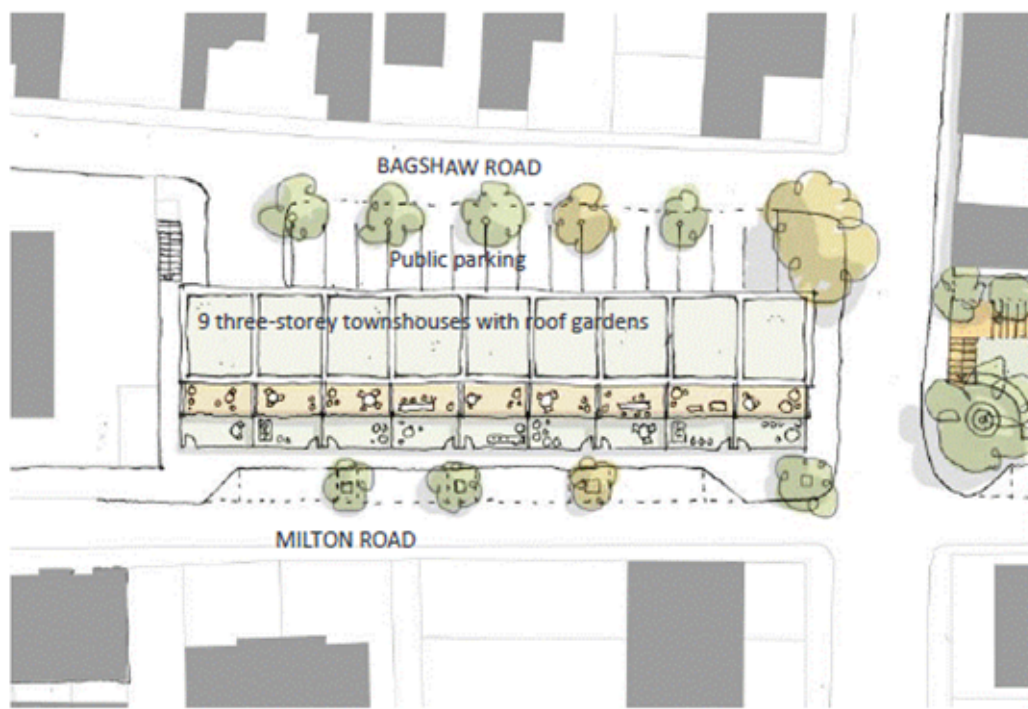 BAGSHAW ROAD
Public parking
9 three-storey townshouses with roof gardens
MILTON ROAD